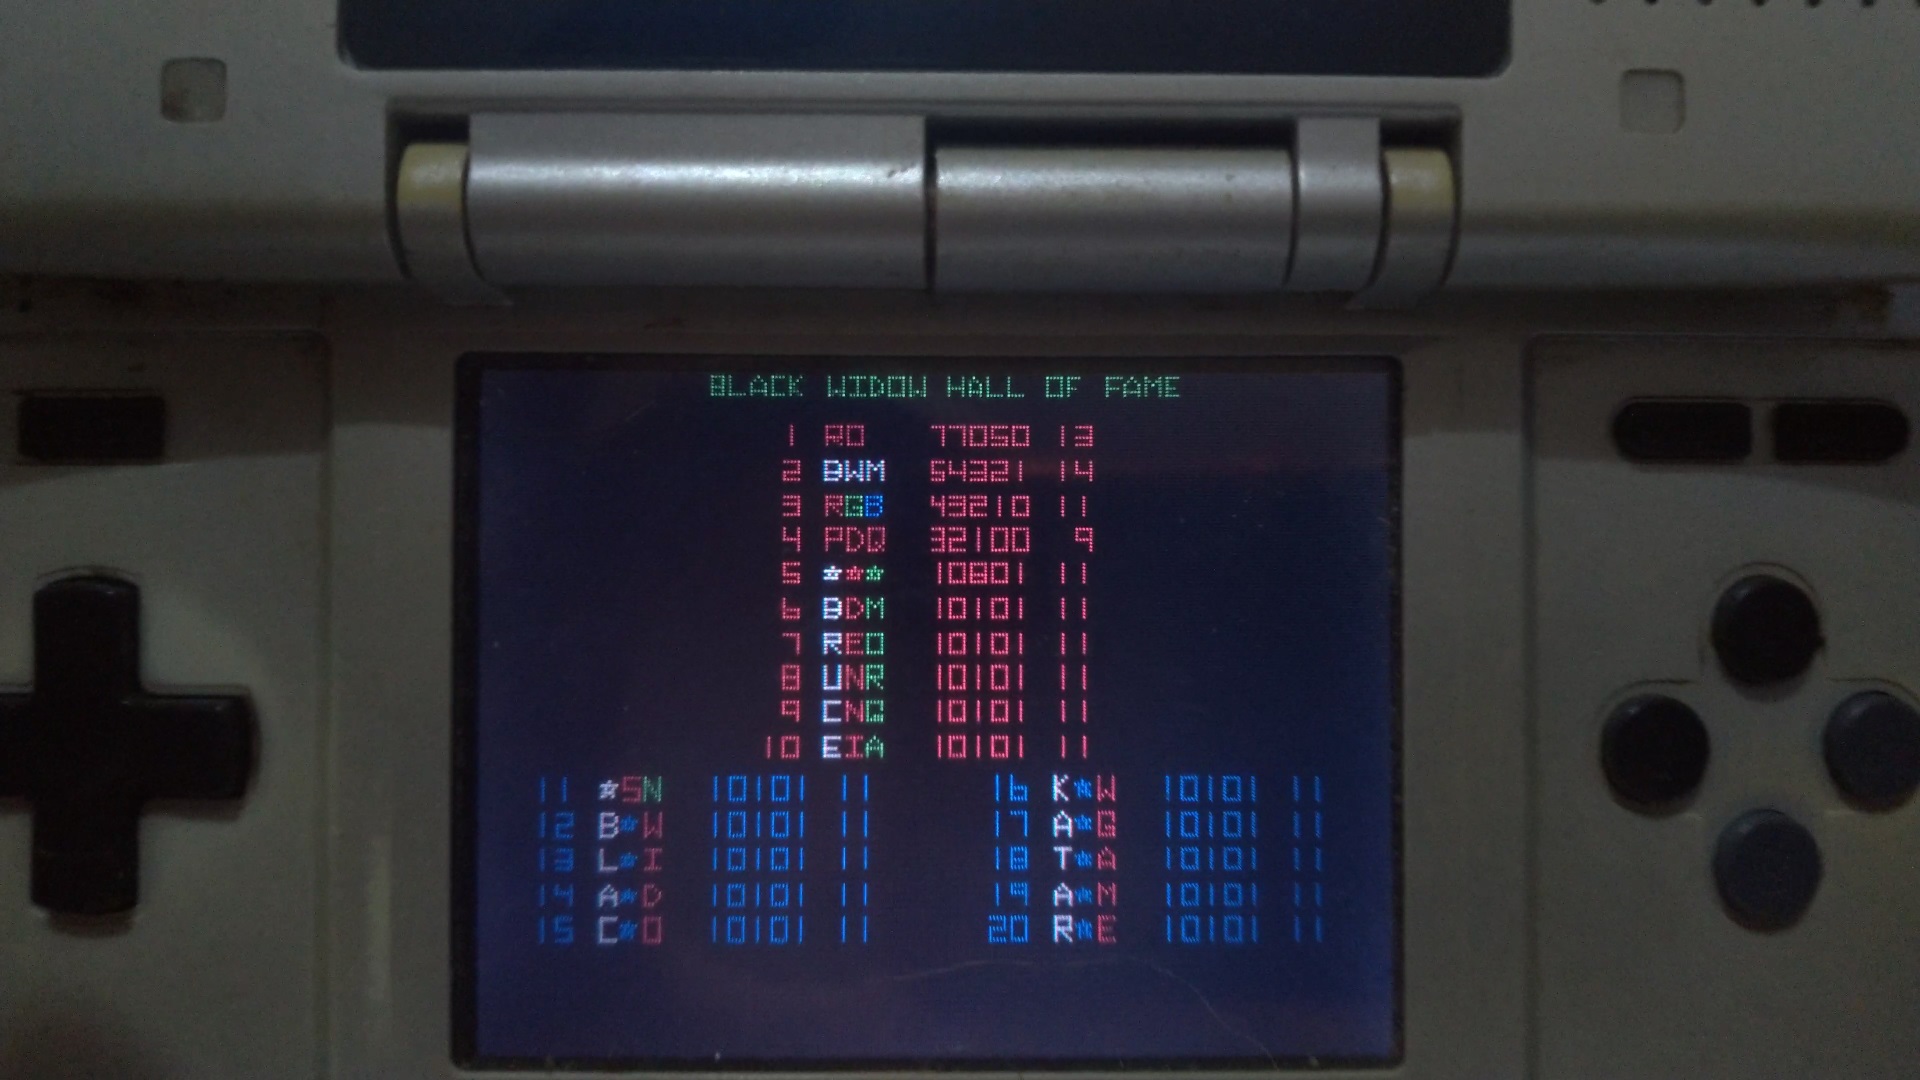 BLACK WIDOW HALL OF FAME
1 RO 77050 13
2 BWM 54321 14
3 RGB 43210 11
4 PDQ 32100 9
5 *** 10801 11
6 BDM 10101 11
7 REO 10101 11
8 UNR 10101 11
9 CNG 10101 11
10 EIA 10101 11
11 *SN 10101 11 16 K*W 10101 11
12 B*W 10101 11 17 A*G 10101 11
13 L*I 10101 11 18 T*A 10101 11
14 A*D 10101 11 19 A*M 10101 11
15 C*O 10101 11 20 R*E 10101 11